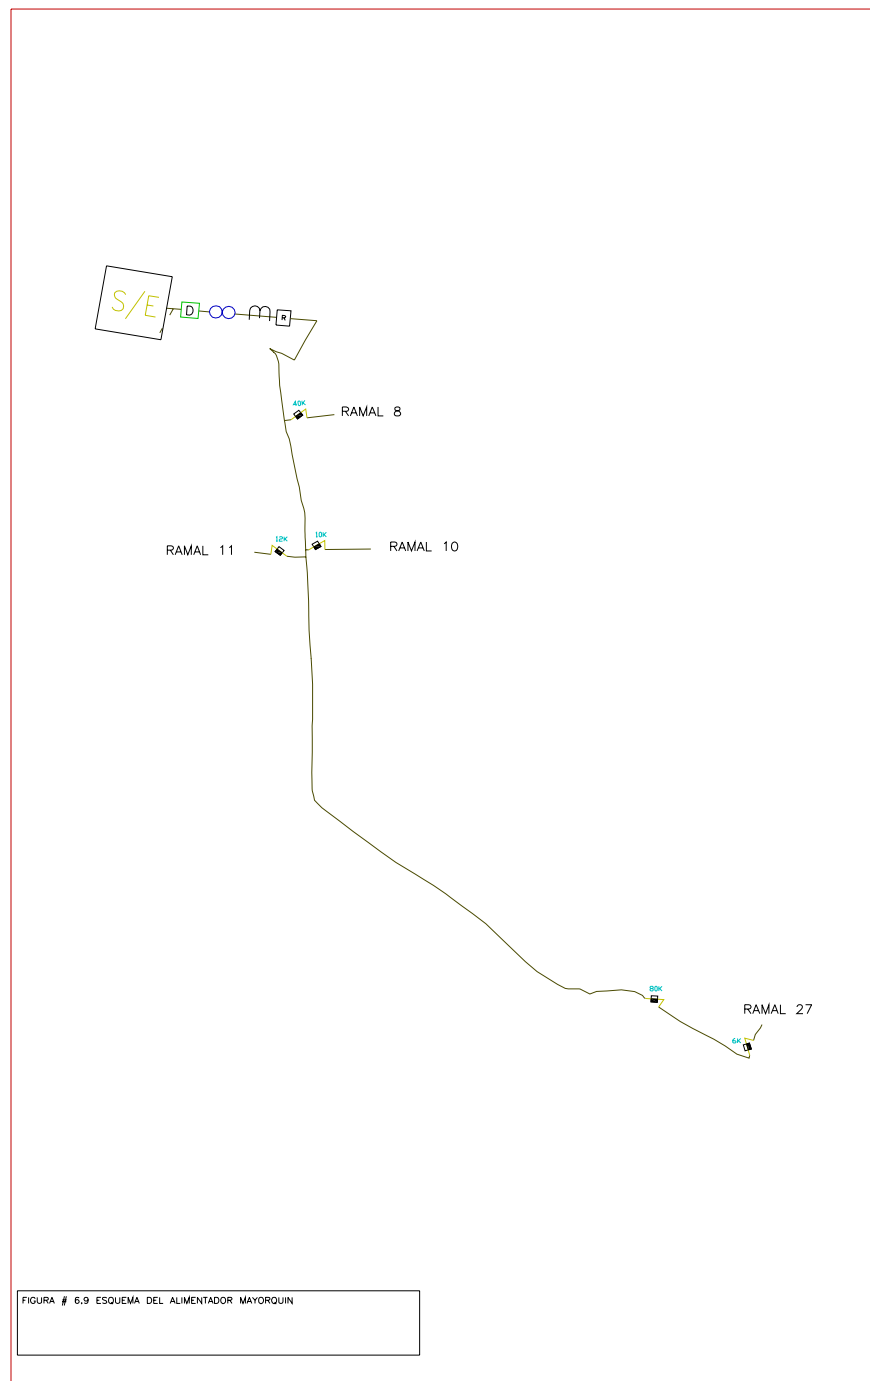 S/E
D
R
40K
RAMAL 8
12K
10K
RAMAL 11
RAMAL 10
80K
RAMAL 27
6K
FIGURA # 6.9 ESQUEMA DEL ALIMENTADOR MAYORQUIN